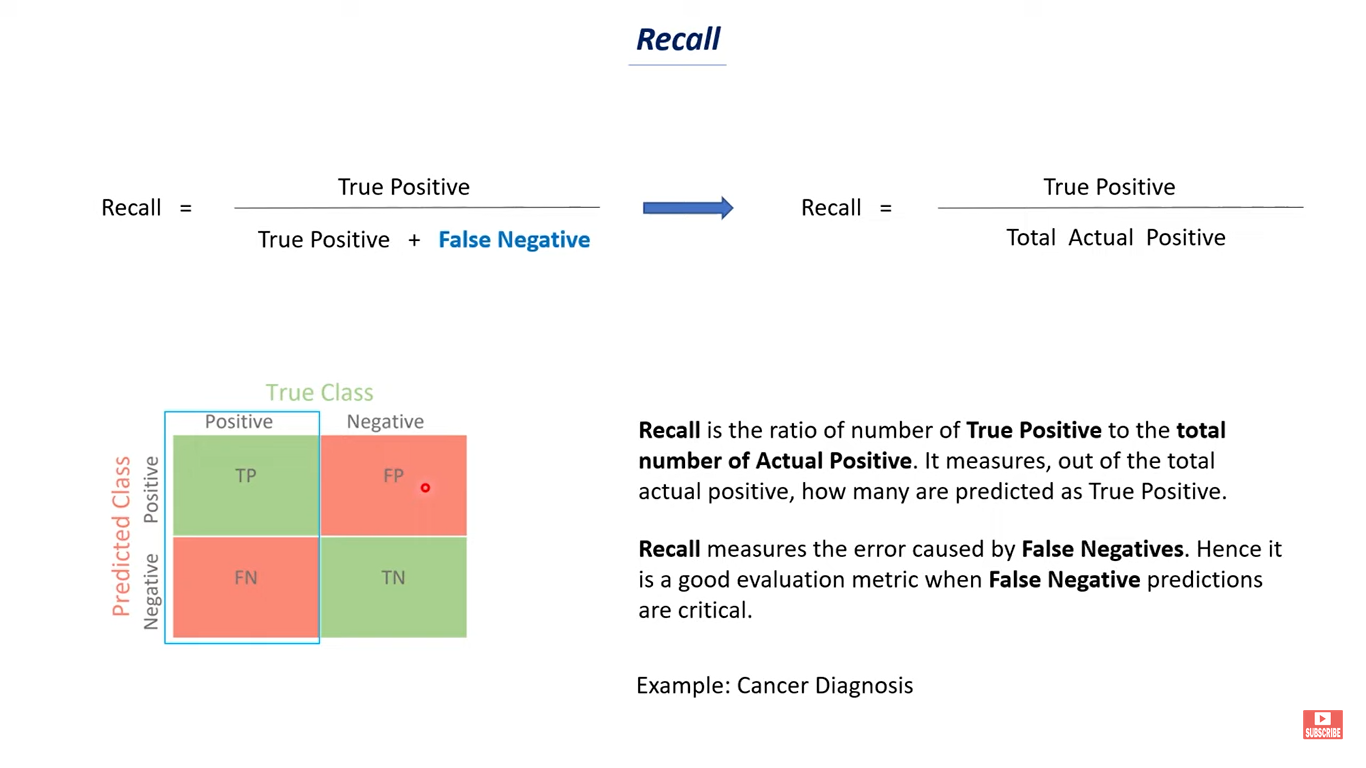 Recall
Recall =
True Positive
True Positive + False Negative
Recall =
True Positive
Total Actual Positive
True Class
Positive Negative
Predicted Class
Positive
Negative
TP FP
FN TN
Recall is the ratio of number of True Positive to the total
number of Actual Positive. It measures, out of the total
actual positive, how many are predicted as True Positive.
Recall measures the error caused by False Negatives. Hence it
is a good evaluation metric when False Negative predictions
are critical.
Example: Cancer Diagnosis
SUBSCRIBE